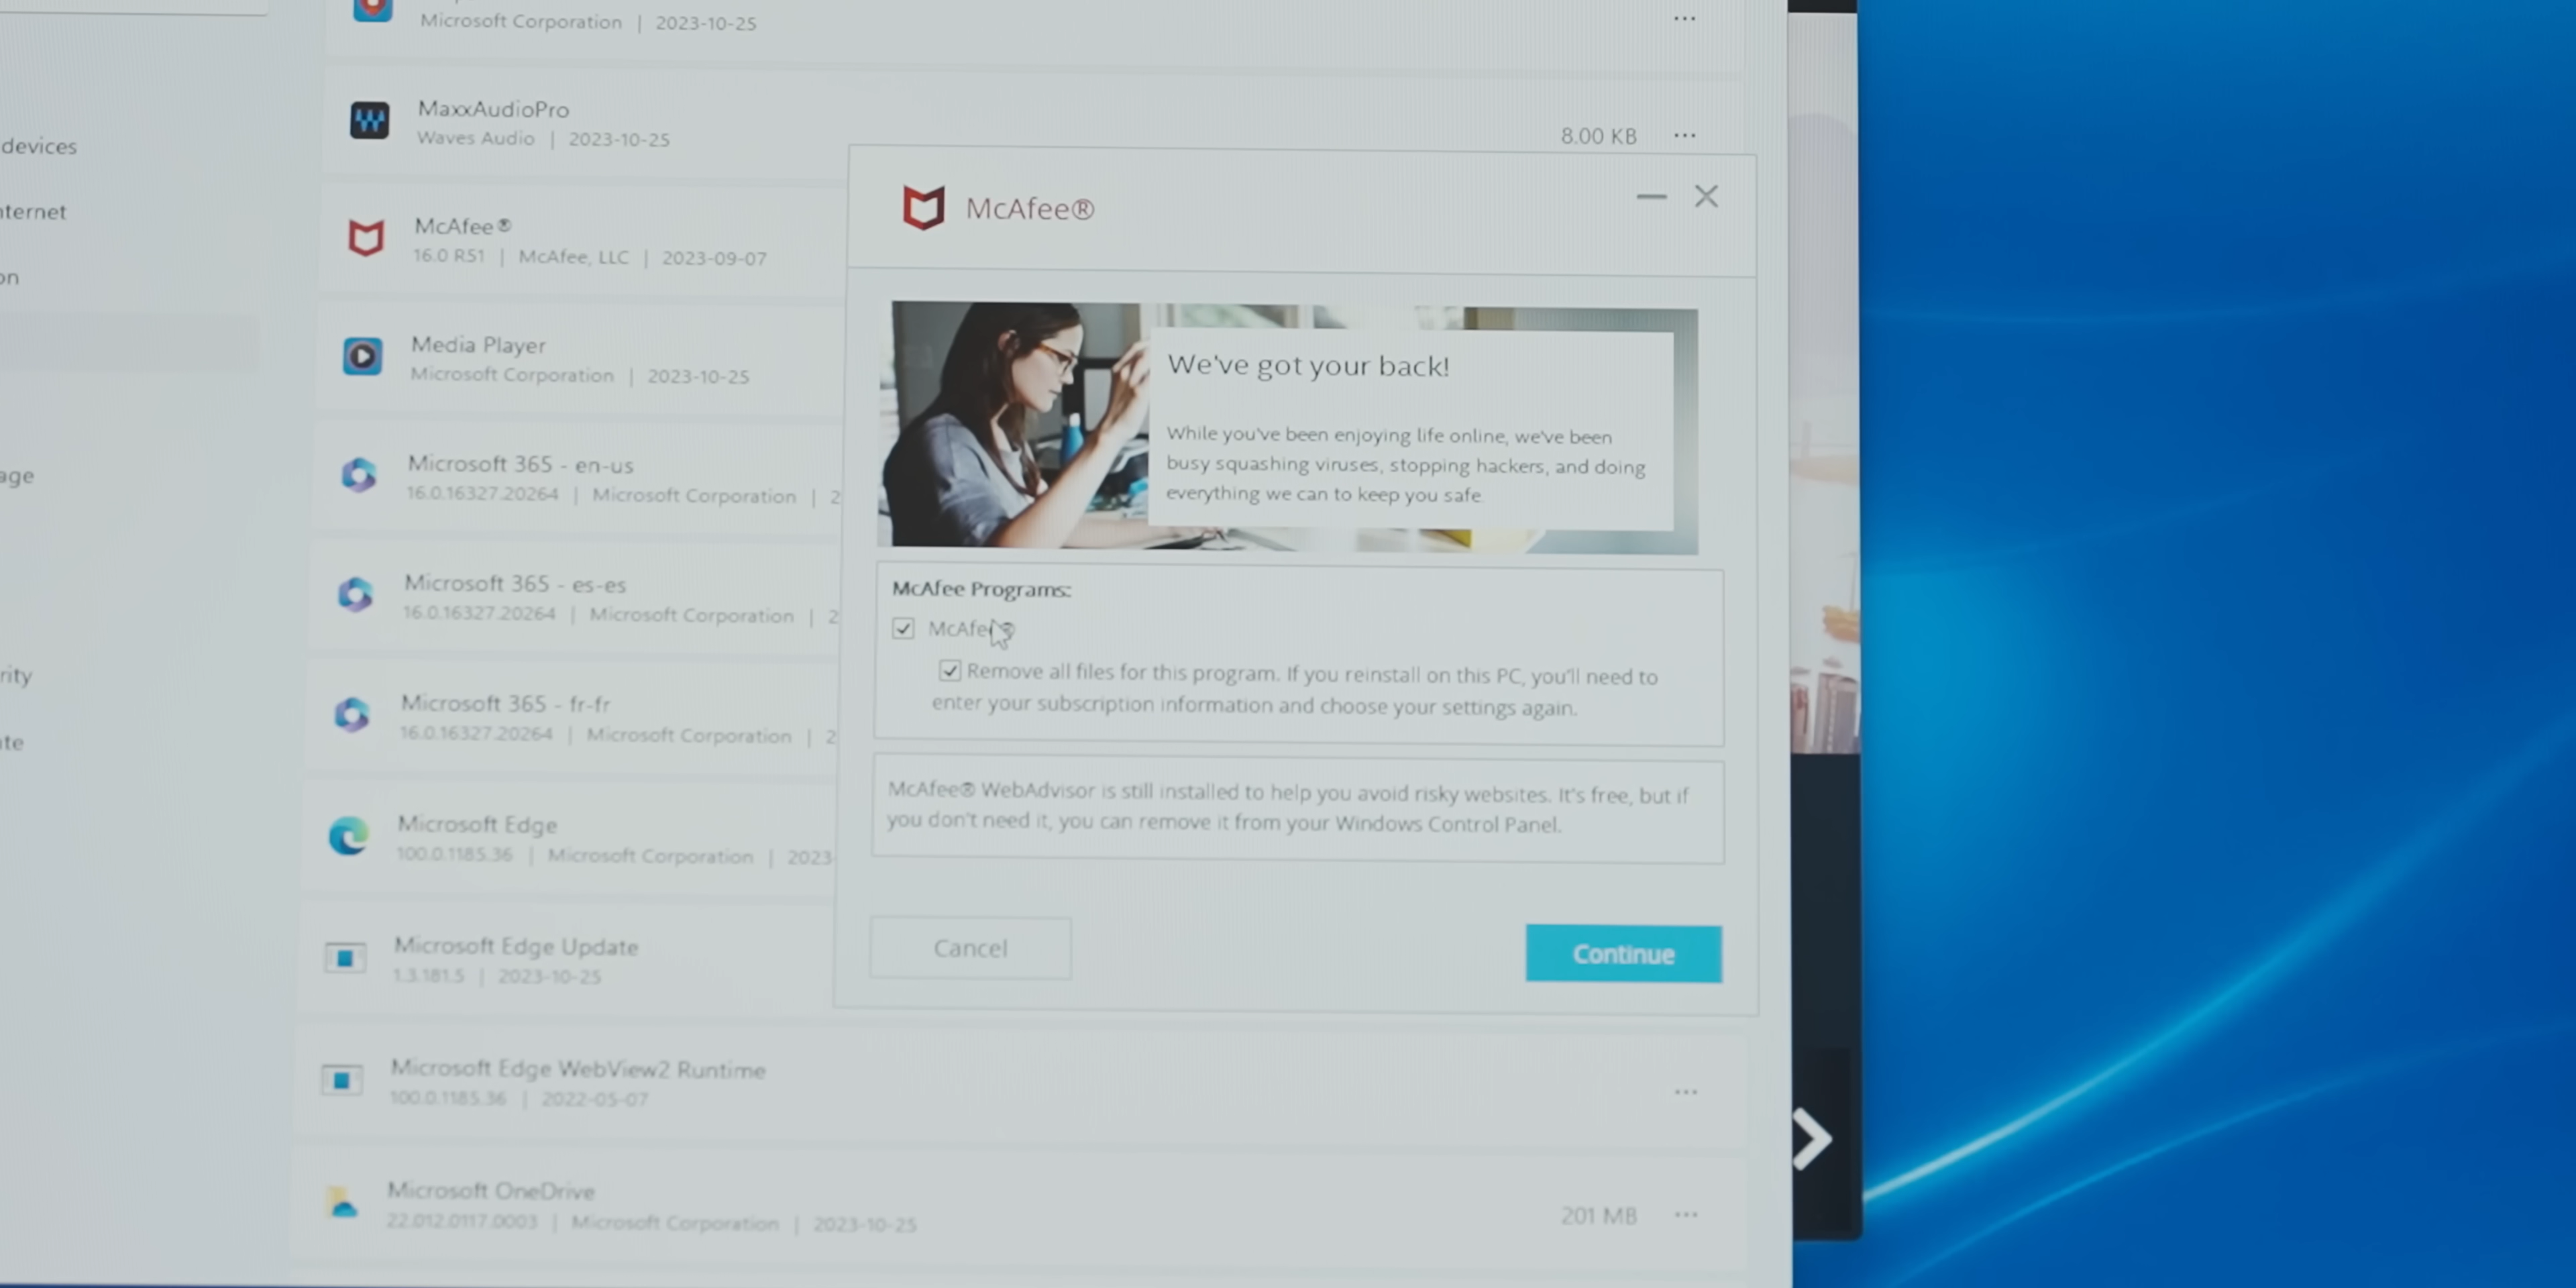 Microsoft Corporation | 2023-10-25
...
MaxxAudioPro
Waves Audio | 2023-10-25
8.00 KB ...
McAfee®
16.0 R51 | McAfee, LLC | 2023-09-07
Media Player
Microsoft Corporation | 2023-10-25
Microsoft 365 - en-us
16.0.16327.20264 | Microsoft Corporation | 2
Microsoft 365 - es-es
16.0.16327.20264 | Microsoft Corporation | 2
Microsoft 365 - fr-fr
16.0.16327.20264 | Microsoft Corporation | 2
Microsoft Edge
100.0.1185.36 | Microsoft Corporation | 2023-
Microsoft Edge Update
1.3.181.5 | 2023-10-25
Microsoft Edge WebView2 Runtime
100.0.1185.36 | 2022-05-07
...
Microsoft OneDrive
22.012.0117.0003 | Microsoft Corporation | 2023-10-25
201 MB ...
devices
nternet
on
age
rity
te
McAfee®
We've got your back!
While you've been enjoying life online, we've been
busy squashing viruses, stopping hackers, and doing
everything we can to keep you safe
McAfee Programs:
McAfee®
Remove all files for this program. If you reinstall on this PC, you'll need to
enter your subscription information and choose your settings again.
McAfee® WebAdvisor is still installed to help you avoid risky websites. It's free, but if
you don't need it, you can remove it from your Windows Control Panel.
Cancel
Continue